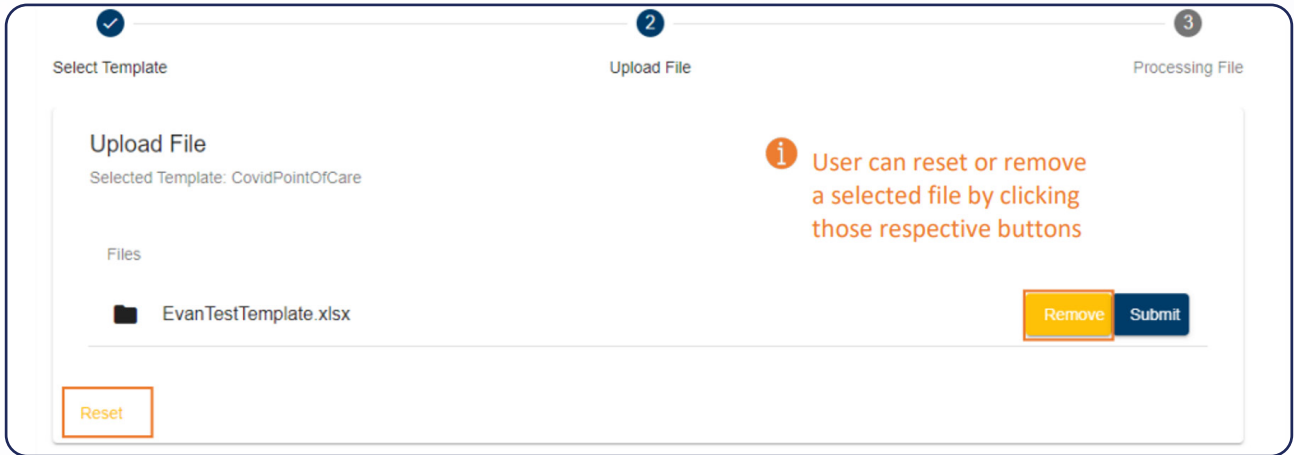 2
3
Select Template
Upload File
Processing File
Upload File
Selected Template: CovidPointOfCare
i
User can reset or remove
a selected file by clicking
those respective buttons
Files
EvanTestTemplate.xlsx
Remove
Submit
Reset